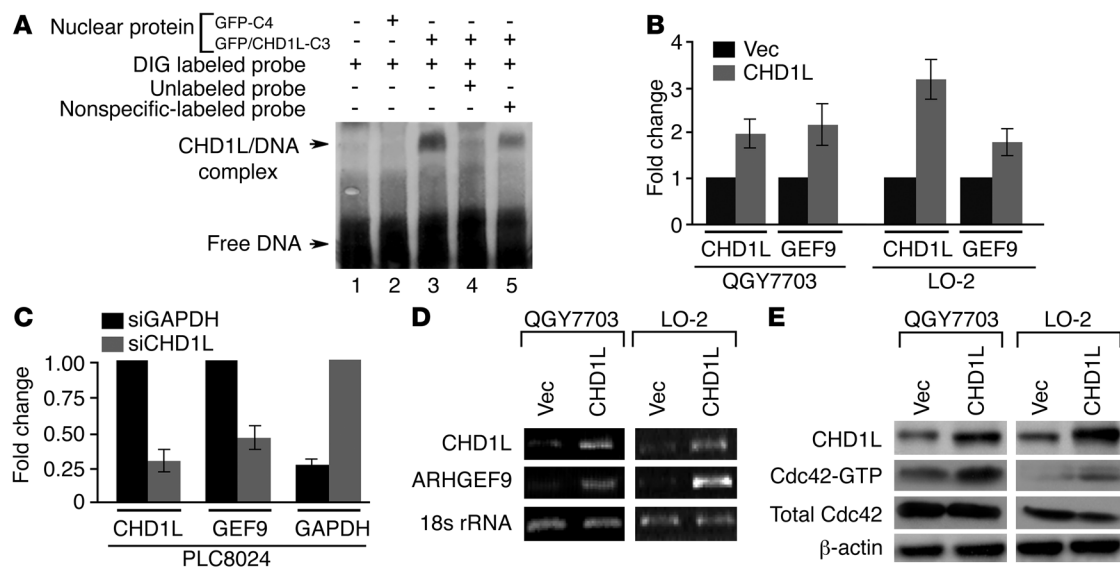 A
Nuclear protein
GFP-C4 - + - - -
GFP/CHD1L-C3 - - + + +
DIG labeled probe + + + + +
Unlabeled probe - - - + -
Nonspecific-labeled probe - - - - +
CHD1L/DNA
complex
Free DNA
1 2 3 4 5
B
Vec
CHD1L
Fold change
4
3
2
1
0
CHD1L GEF9 CHD1L GEF9
QGY7703 LO-2
C
siGAPDH
siCHD1L
Fold change
1.00
0.75
0.50
0.25
0
CHD1L GEF9 GAPDH
PLC8024
D
QGY7703 LO-2
Vec CHD1L Vec CHD1L
CHD1L
ARHGEF9
18s rRNA
E
QGY7703 LO-2
Vec CHD1L Vec CHD1L
CHD1L
Cdc42-GTP
Total Cdc42
β-actin